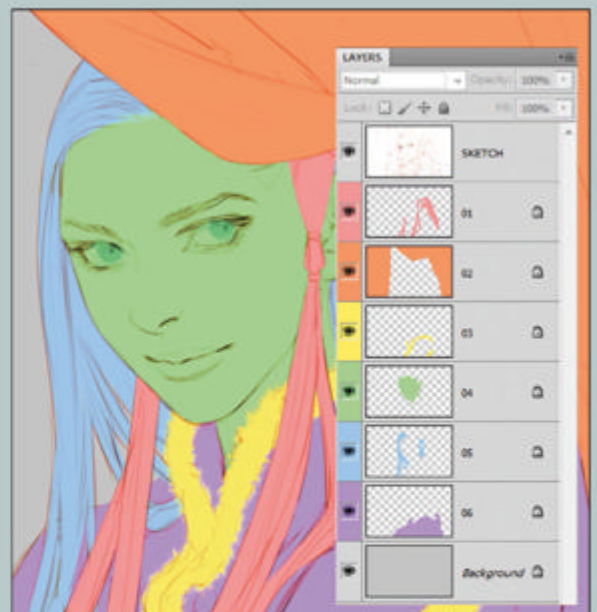 LAYERS
Normal
Opacity: 100%
Lock:
Fill: 100%
SKETCH
01
02
03
04
05
06
Background